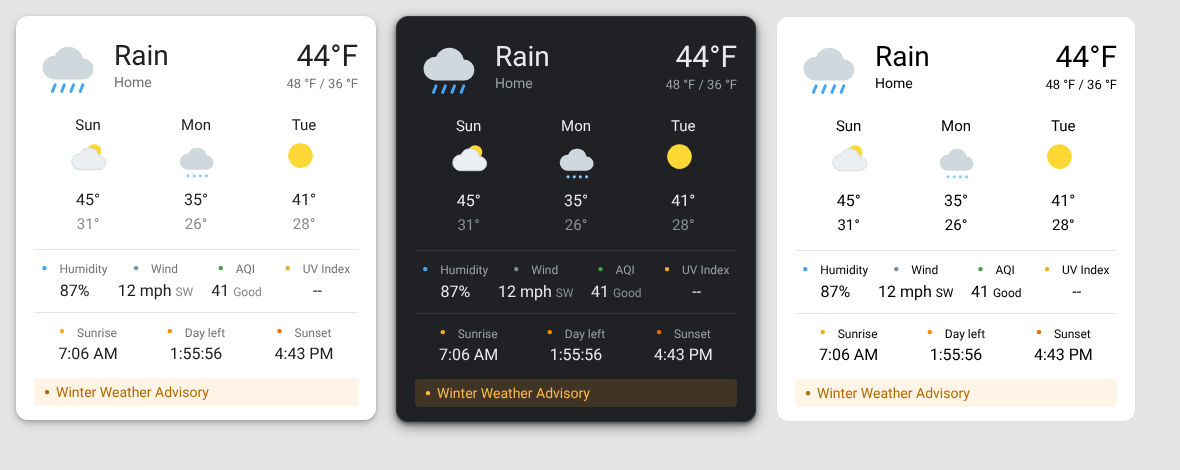 Rain 44°F
Home 48 °F / 36 °F
Sun Mon Tue
45° 35° 41°
31° 26° 28°
Humidity Wind AQI UV Index
87% 12 mph SW 41 Good --
Sunrise Day left Sunset
7:06 AM 1:55:56 4:43 PM
Winter Weather Advisory
Rain 44°F
Home 48 °F / 36 °F
Sun Mon Tue
45° 35° 41°
31° 26° 28°
Humidity Wind AQI UV Index
87% 12 mph SW 41 Good --
Sunrise Day left Sunset
7:06 AM 1:55:56 4:43 PM
Winter Weather Advisory
Rain 44°F
Home 48 °F / 36 °F
Sun Mon Tue
45° 35° 41°
31° 26° 28°
Humidity Wind AQI UV Index
87% 12 mph SW 41 Good --
Sunrise Day left Sunset
7:06 AM 1:55:56 4:43 PM
Winter Weather Advisory